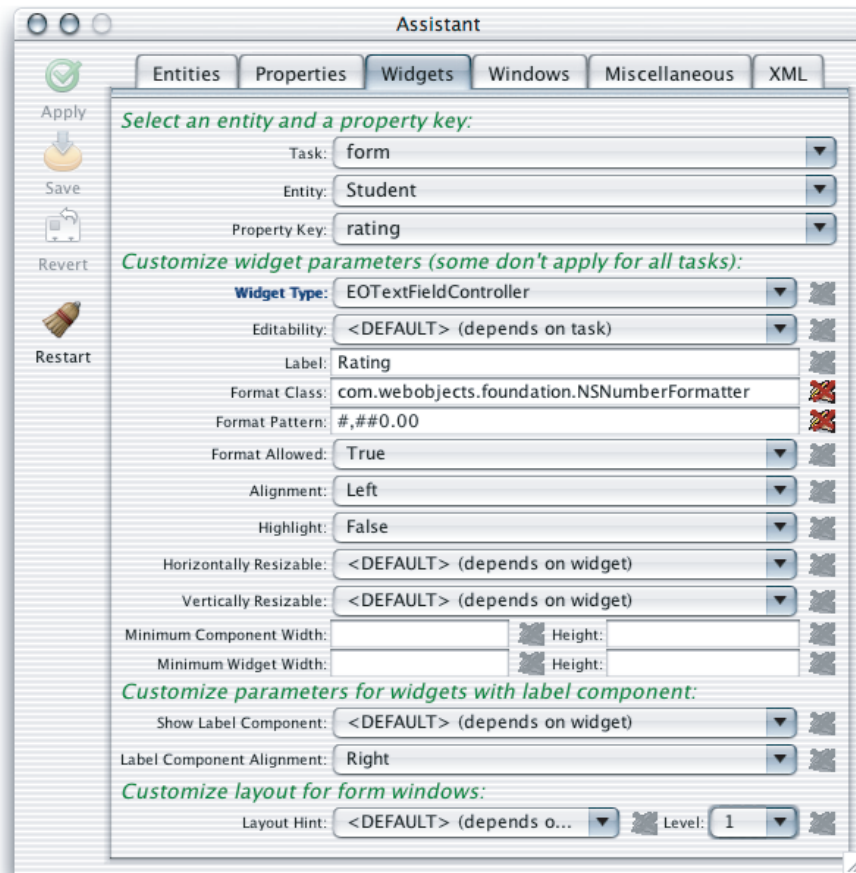 Assistant
Entities Properties Widgets Windows Miscellaneous XML
Apply
Save
Revert
Restart
Select an entity and a property key:
Task: form
Entity: Student
Property Key: rating
Customize widget parameters (some don't apply for all tasks):
Widget Type: EOTextFieldController
Editability: <DEFAULT> (depends on task)
Label: Rating
Format Class: com.webobjects.foundation.NSNumberFormatter
Format Pattern: #,##0.00
Format Allowed: True
Alignment: Left
Highlight: False
Horizontally Resizable: <DEFAULT> (depends on widget)
Vertically Resizable: <DEFAULT> (depends on widget)
Minimum Component Width: Height:
Minimum Widget Width: Height:
Customize parameters for widgets with label component:
Show Label Component: <DEFAULT> (depends on widget)
Label Component Alignment: Right
Customize layout for form windows:
Layout Hint: <DEFAULT> (depends o... Level: 1